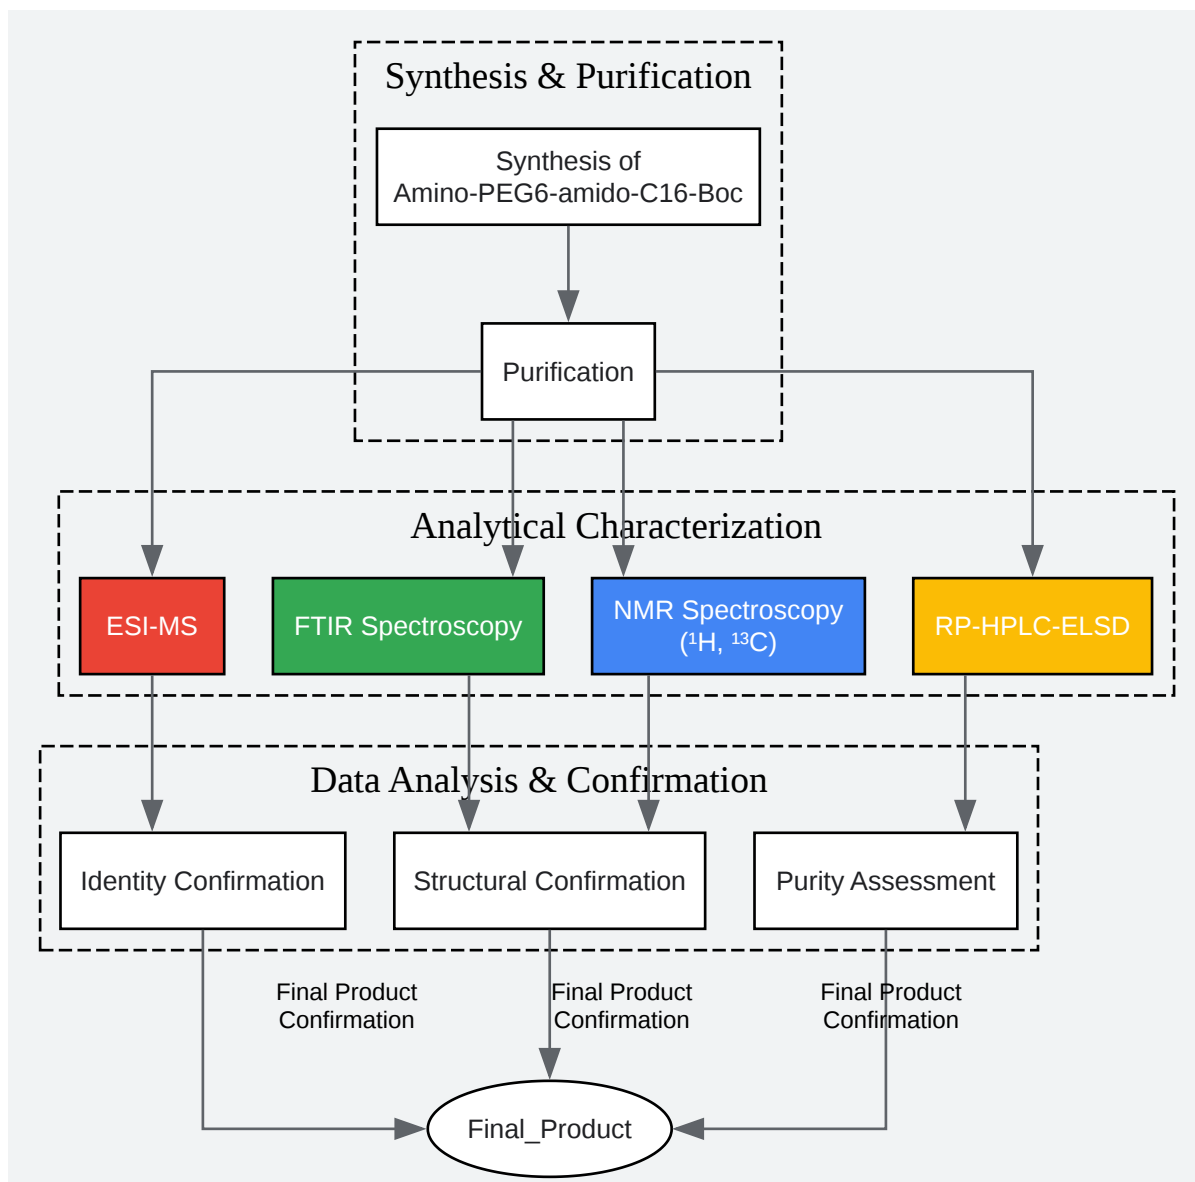 Synthesis & Purification
Synthesis of
Amino-PEG6-amido-C16-Boc
Purification
Analytical Characterization
ESI-MS
FTIR Spectroscopy
NMR Spectroscopy
(¹H, ¹³C)
RP-HPLC-ELSD
Data Analysis & Confirmation
Identity Confirmation
Structural Confirmation
Purity Assessment
Final Product
Confirmation
Final Product
Confirmation
Final Product
Confirmation
Final_Product